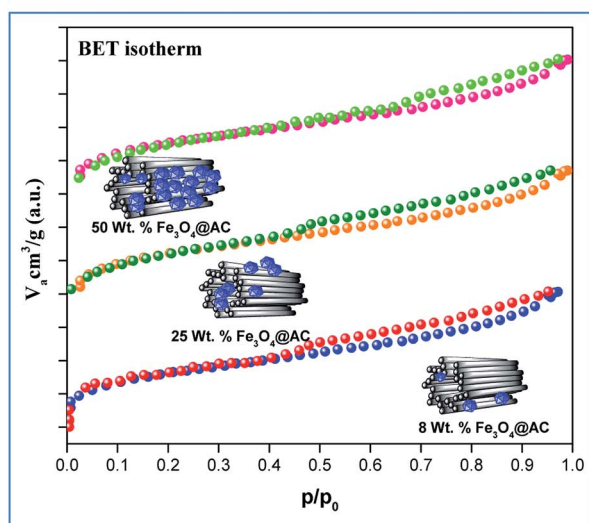 BET isotherm
50 Wt. % Fe₃O₄@AC
25 Wt. % Fe₃O₄@AC
8 Wt. % Fe₃O₄@AC
Vₐ cm³/g (a.u.)
0.0 0.1 0.2 0.3 0.4 0.5 0.6 0.7 0.8 0.9 1.0
p/p₀